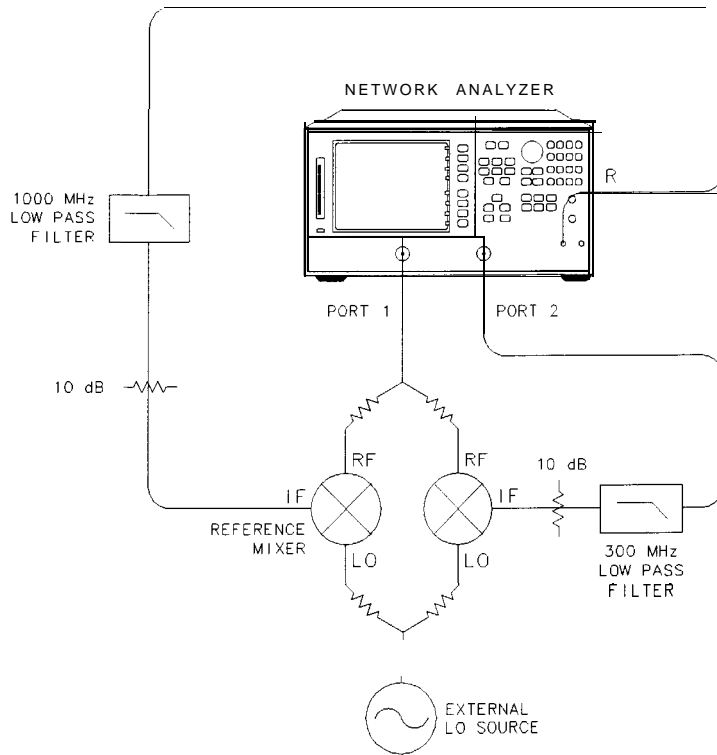 NETWORK ANALYZER
R
1000 MHz
LOW PASS
FILTER
PORT 1
PORT 2
10 dB
RF
RF
10 dB
IF
IF
REFERENCE
MIXER
LO
LO
300 MHz
LOW PASS
FILTER
EXTERNAL
LO SOURCE